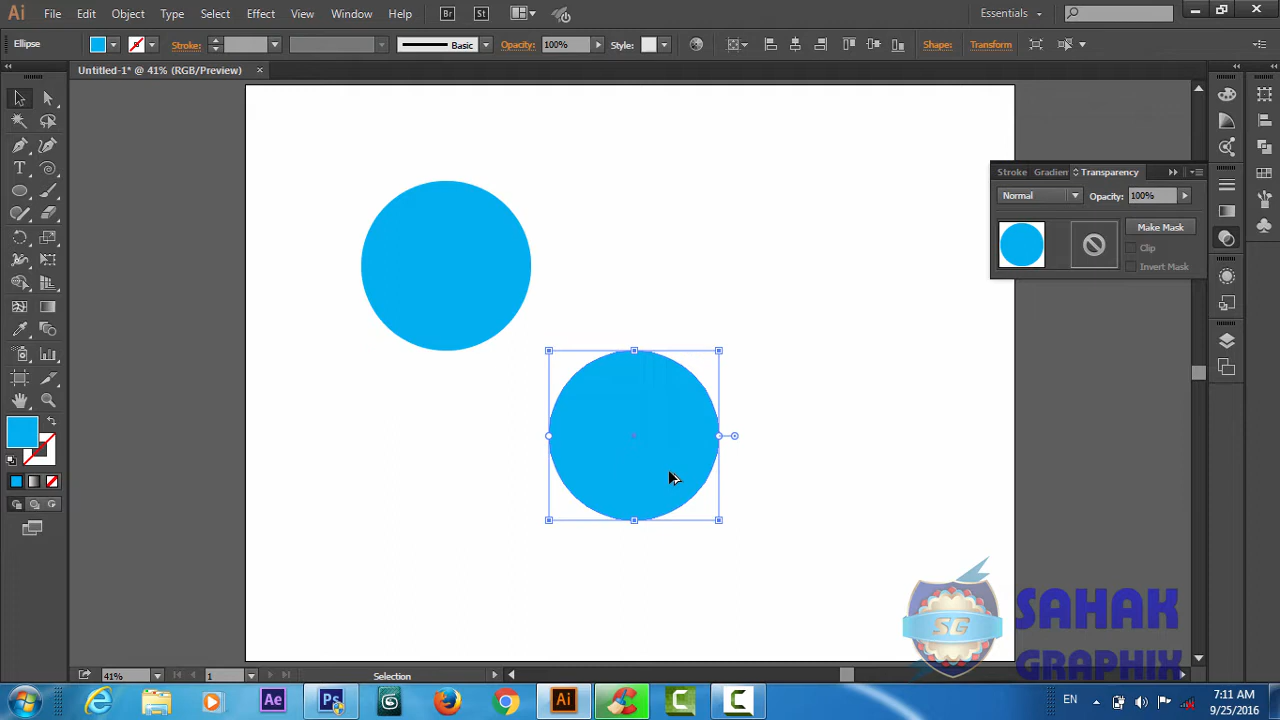 Ai File Edit Object Type Select Effect View Window Help Br St Essentials
Ellipse Stroke: Basic Opacity: 100% Style: Shape: Transform
Untitled-1* @ 41% (RGB/Preview) ×
Stroke Gradien Transparency
Normal Opacity: 100%
Make Mask
Clip
Invert Mask
SG
SAHAK
GRAPHIX
41% 1 Selection
Ae Ps Ai EN
7:11 AM
9/25/2016